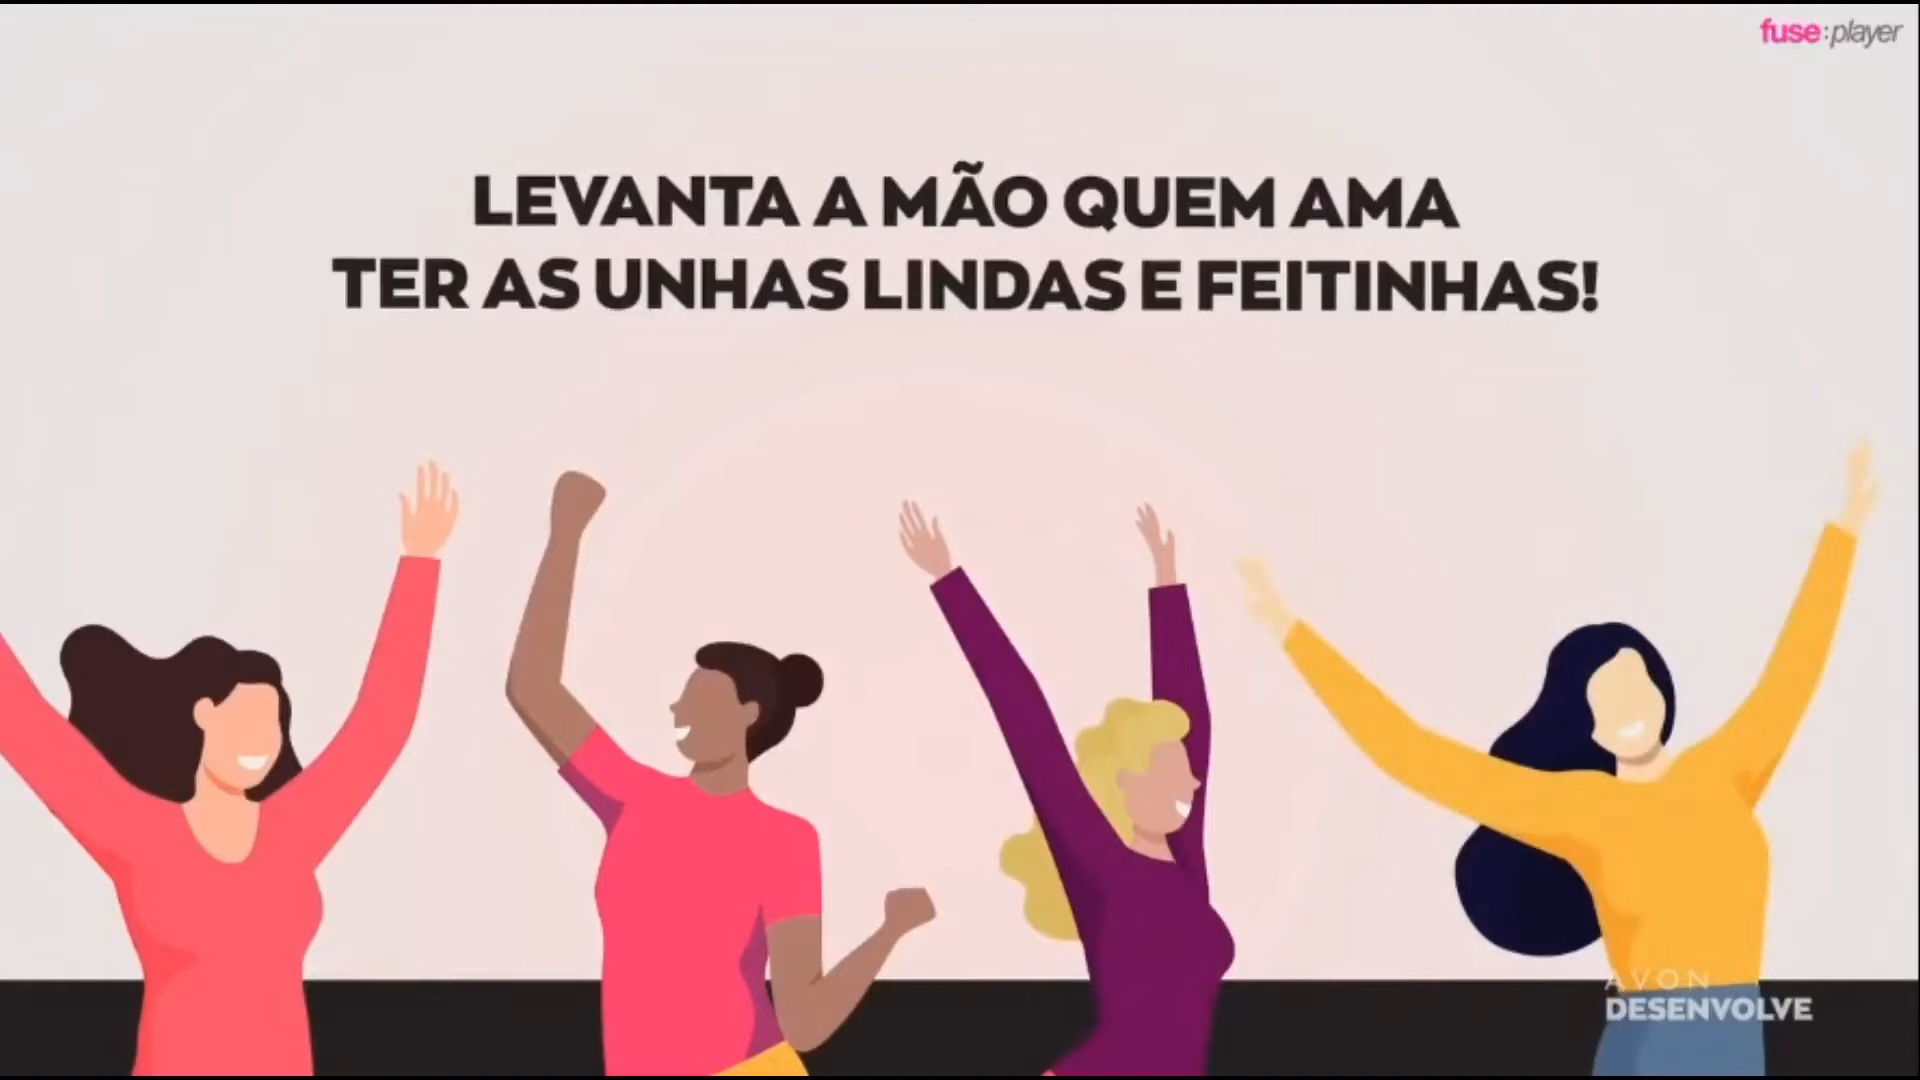 fuse:player
LEVANTA A MÃO QUEM AMA
TER AS UNHAS LINDAS E FEITINHAS!
AVON
DESENVOLVE